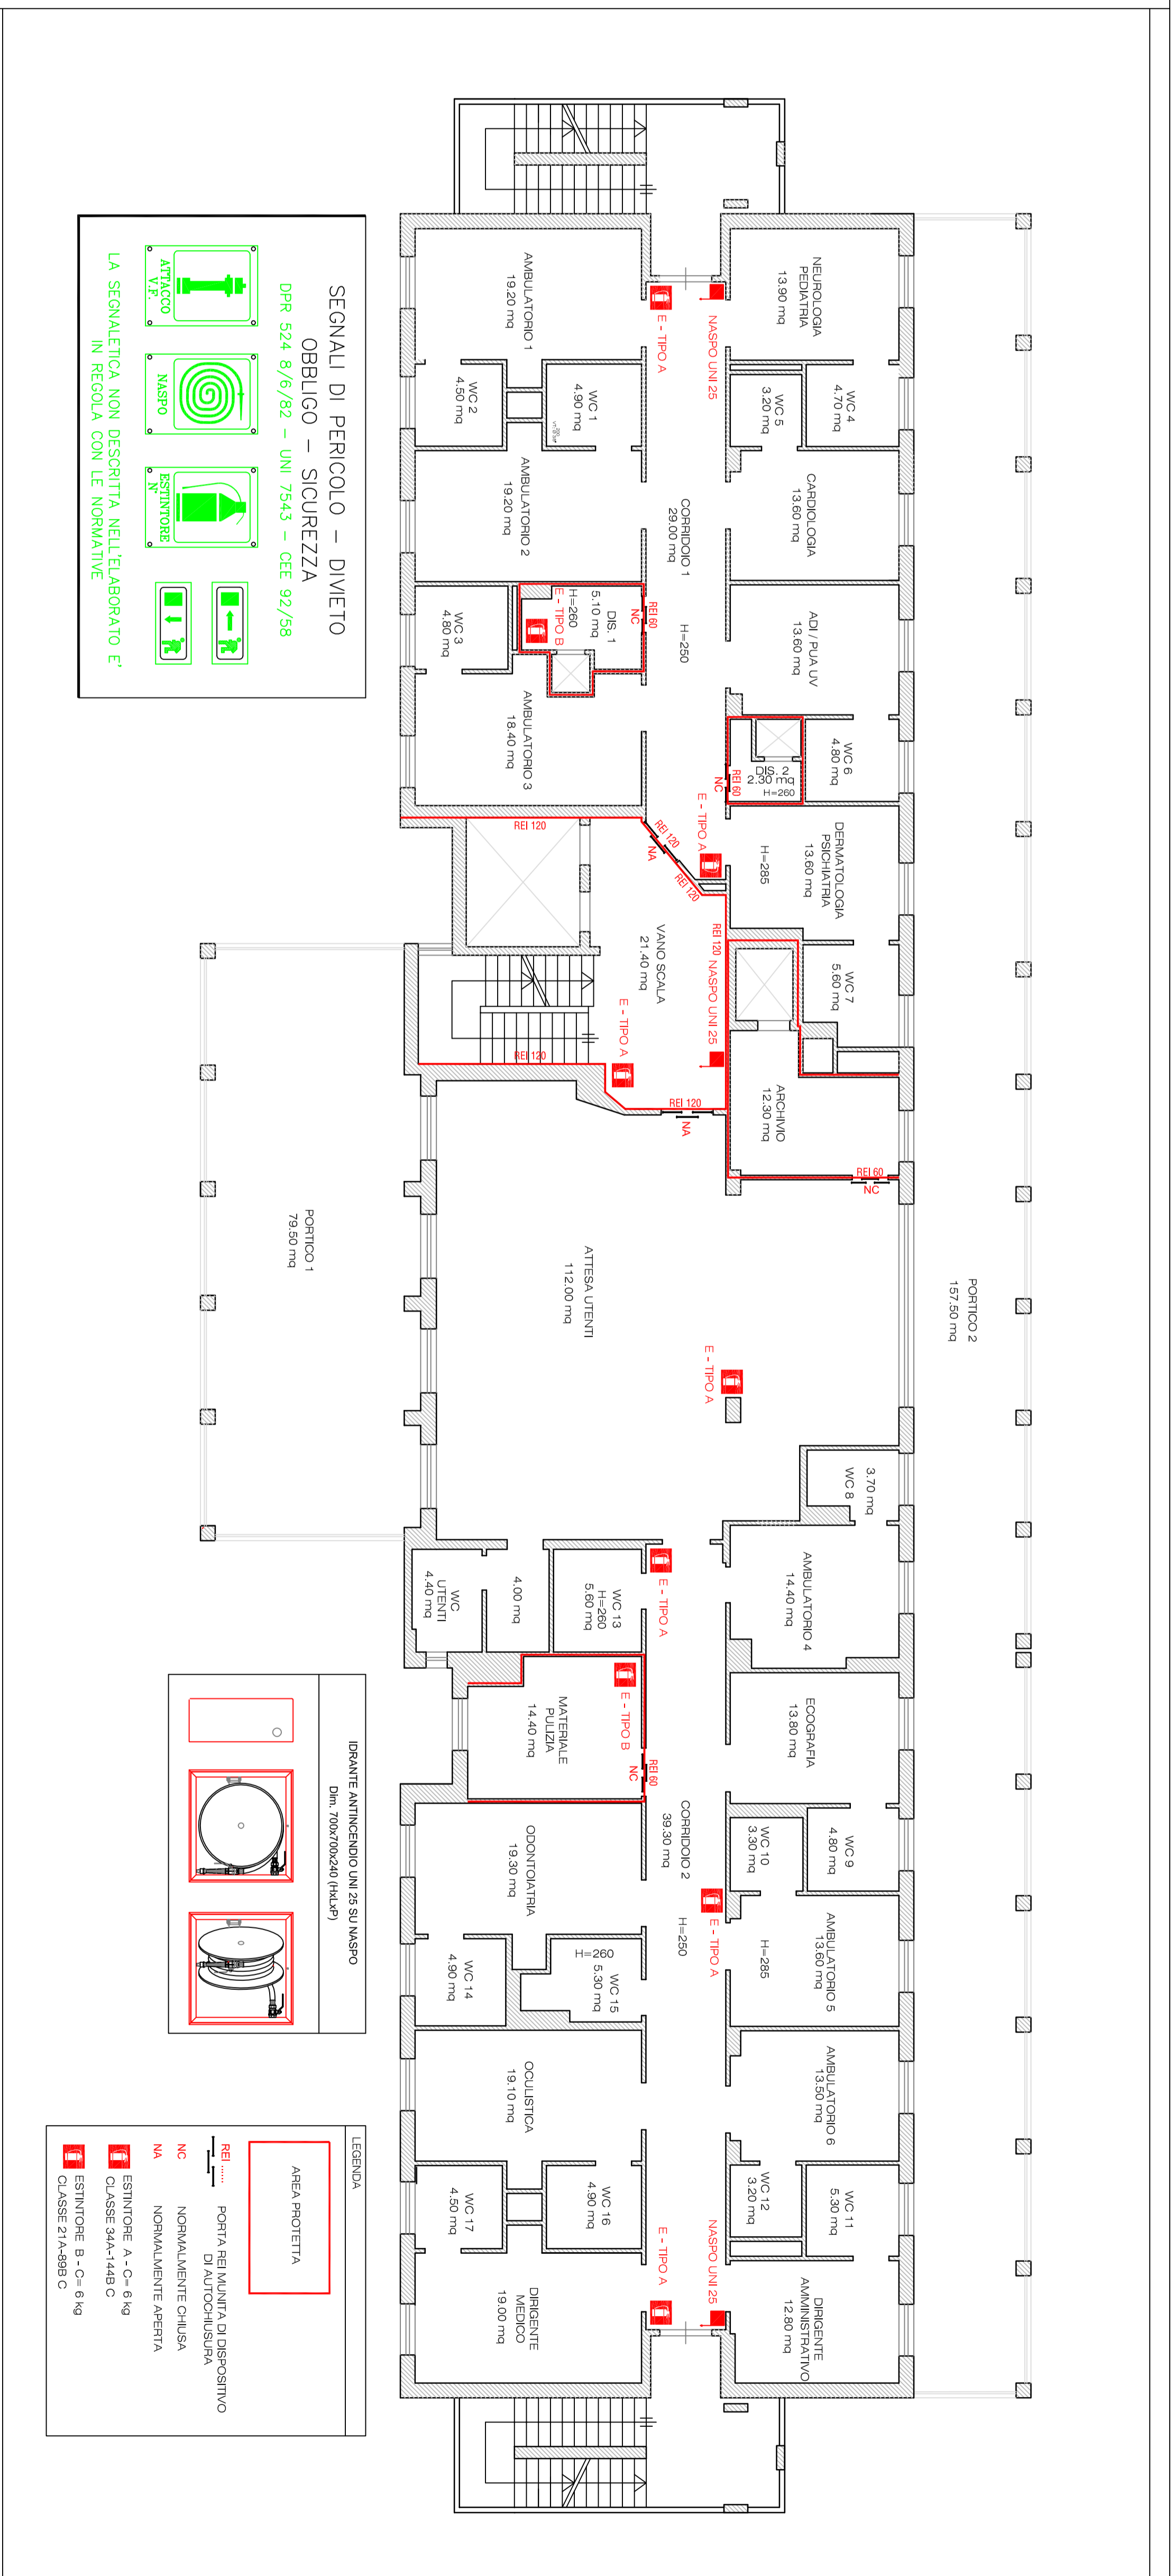 PORTICO 2
157.50 mq
NEUROLOGIA
PEDIATRIA
13.90 mq
WC 4
4.70 mq
WC 5
3.20 mq
CARDIOLOGIA
13.60 mq
ADI / PUA UV
13.60 mq
WC 6
4.80 mq
DIS. 2
2.30 mq
H=260
REI 60
NC
DERMATOLOGIA
PSICHIATRIA
13.60 mq
H=285
WC 7
5.60 mq
ARCHIVIO
12.30 mq
REI 60
NC
3.70 mq
WC 8
AMBULATORIO 4
14.40 mq
ECOGRAFIA
13.80 mq
WC 9
4.80 mq
WC 10
3.30 mq
AMBULATORIO 5
13.60 mq
H=285
AMBULATORIO 6
13.50 mq
WC 11
5.30 mq
WC 12
3.20 mq
DIRIGENTE
AMMINISTRATIVO
12.80 mq
NASPO UNI 25
E - TIPO A
CORRIDOIO 1
29.00 mq
H=250
E - TIPO A
REI 120
NA
REI 120
REI 120
NASPO UNI 25
VANO SCALA
21.40 mq
E - TIPO A
REI 120
REI 120
REI 120
NA
E - TIPO A
ATTESA UTENTI
112.00 mq
E - TIPO A
CORRIDOIO 2
39.30 mq
H=250
E - TIPO A
NASPO UNI 25
E - TIPO A
AMBULATORIO 1
19.20 mq
WC 1
4.90 mq
WC 2
4.50 mq
AMBULATORIO 2
19.20 mq
REI 60
NC
DIS. 1
5.10 mq
H=260
E - TIPO B
WC 3
4.80 mq
AMBULATORIO 3
18.40 mq
WC 13
H=260
5.60 mq
4.00 mq
WC
UTENTI
4.40 mq
E - TIPO B
MATERIALE
PULIZIA
14.40 mq
REI 60
NC
ODONTOIATRIA
19.30 mq
WC 14
4.90 mq
WC 15
5.30 mq
H=260
OCULISTICA
19.10 mq
WC 16
4.90 mq
WC 17
4.50 mq
DIRIGENTE
MEDICO
19.00 mq
PORTICO 1
79.50 mq
SEGNALI DI PERICOLO - DIVIETO
OBBLIGO - SICUREZZA
DPR 524 8/6/82 - UNI 7543 - CEE 92/58
ATTACCO
V.F.
NASPO
ESTINTORE
N°
LA SEGNALETICA NON DESCRITTA NELL'ELABORATO E'
IN REGOLA CON LE NORMATIVE
IDRANTE ANTINCENDIO UNI 25 SU NASPO
Dim. 700x700x240 (HxLxP)
LEGENDA
AREA PROTETTA
REI ...... PORTA REI MUNITA DI DISPOSITIVO
DI AUTOCHIUSURA
NC NORMALMENTE CHIUSA
NA NORMALMENTE APERTA
ESTINTORE A - C= 6 kg
CLASSE 34A-144B C
ESTINTORE B - C= 6 kg
CLASSE 21A-89B C